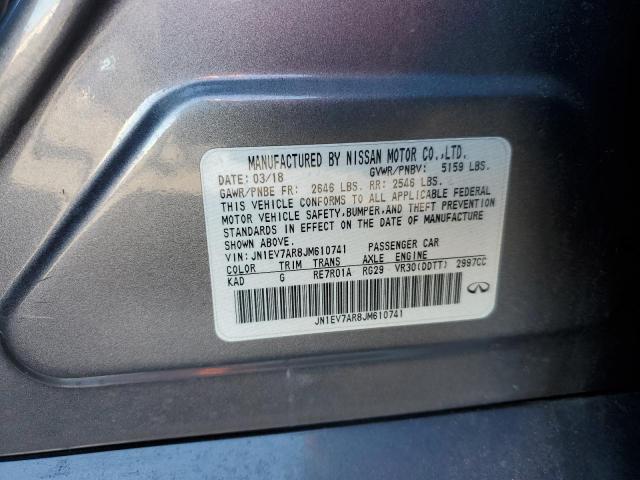 MANUFACTURED BY NISSAN MOTOR CO.,LTD.
DATE: 03/18 GVWR/PNBV: 5159 LBS.
GAWR/PNBE FR: 2646 LBS. RR: 2546 LBS.
THIS VEHICLE CONFORMS TO ALL APPLICABLE FEDERAL
MOTOR VEHICLE SAFETY,BUMPER,AND THEFT PREVENTION
STANDARDS IN EFFECT ON THE DATE OF MANUFACTURE
SHOWN ABOVE.
VIN: JN1EV7AR8JM610741 PASSENGER CAR
COLOR TRIM TRANS AXLE ENGINE
KAD G RE7R01A RG29 VR30(DDTT) 2997CC
JN1EV7AR8JM610741